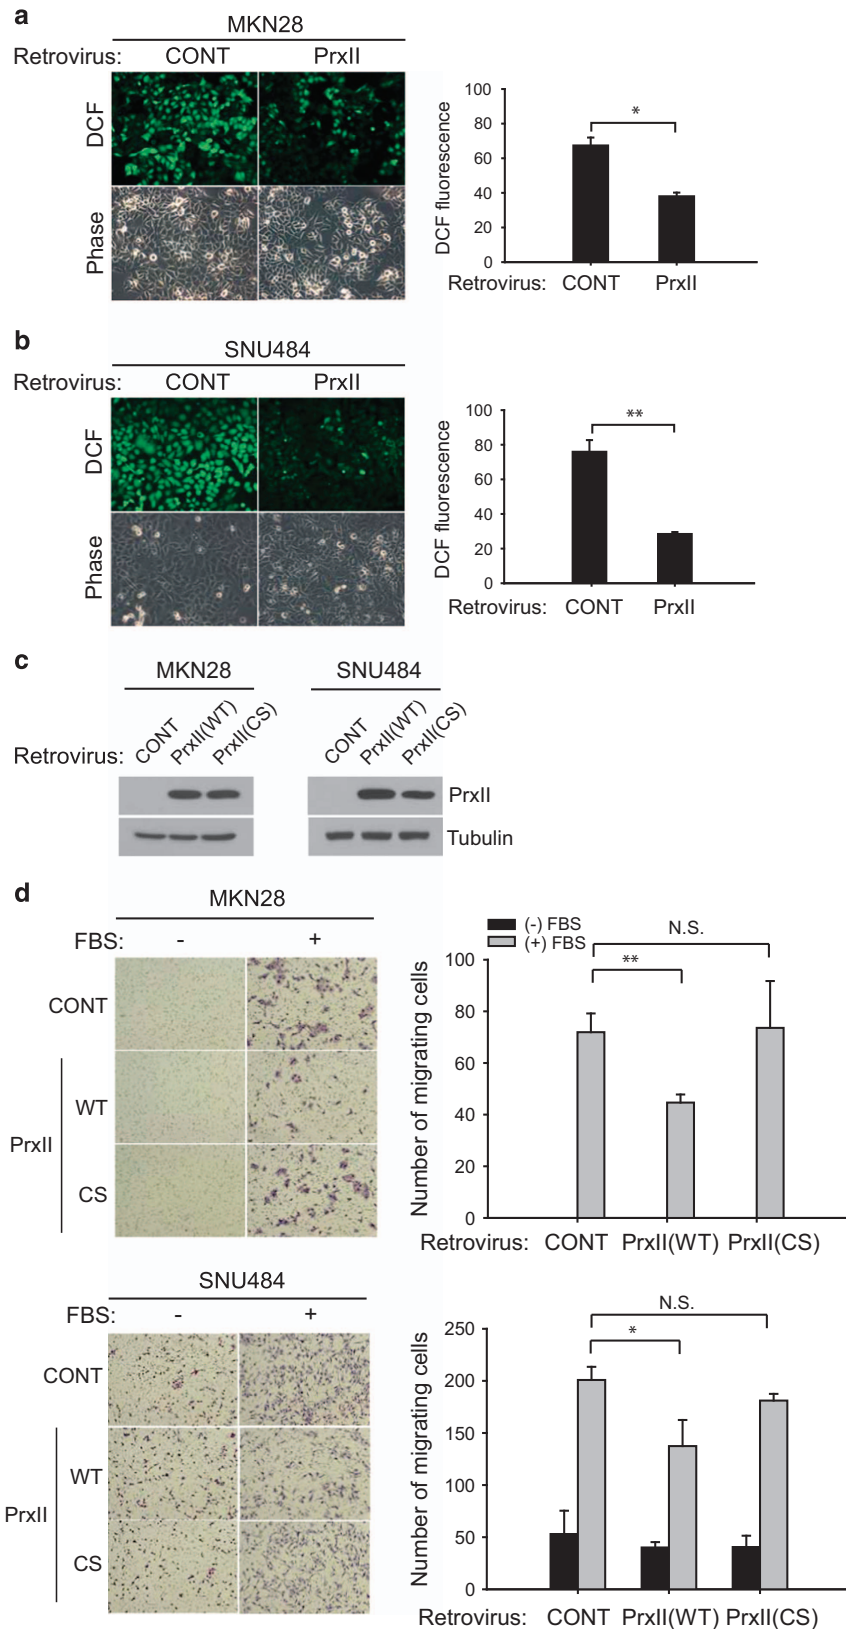 a
MKN28
Retrovirus: CONT PrxII
DCF
Phase
DCF fluorescence
100
80
60
40
20
0
*
Retrovirus: CONT PrxII
b
SNU484
Retrovirus: CONT PrxII
DCF
Phase
DCF fluorescence
100
80
60
40
20
0
**
Retrovirus: CONT PrxII
c
MKN28 SNU484
Retrovirus: CONT PrxII(WT) PrxII(CS) CONT PrxII(WT) PrxII(CS)
PrxII
Tubulin
d
MKN28
FBS: - +
CONT
PrxII
WT
CS
(-) FBS
(+) FBS
N.S.
**
Number of migrating cells
100
80
60
40
20
0
Retrovirus: CONT PrxII(WT) PrxII(CS)
SNU484
FBS: - +
CONT
PrxII
WT
CS
N.S.
*
Number of migrating cells
250
200
150
100
50
0
Retrovirus: CONT PrxII(WT) PrxII(CS)